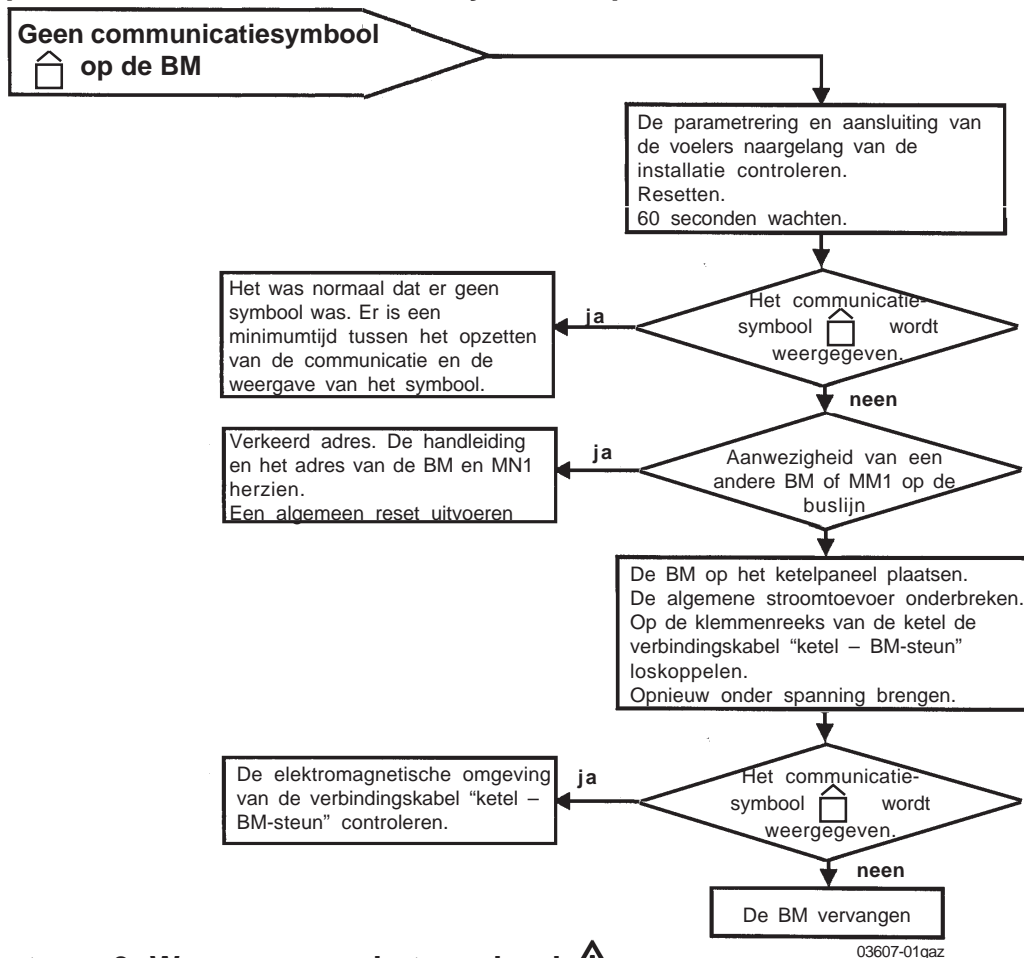 Geen communicatiesymbool
op de BM
De parametrering en aansluiting van
de voelers naargelang van de
installatie controleren.
Resetten.
60 seconden wachten.
Het communicatie-
symbool wordt
weergegeven.
ja
Het was normaal dat er geen
symbool was. Er is een
minimumtijd tussen het opzetten
van de communicatie en de
weergave van het symbool.
neen
Aanwezigheid van een
andere BM of MM1 op de
buslijn
ja
Verkeerd adres. De handleiding
en het adres van de BM en MN1
herzien.
Een algemeen reset uitvoeren
De BM op het ketelpaneel plaatsen.
De algemene stroomtoevoer onderbreken.
Op de klemmenreeks van de ketel de
verbindingskabel “ketel – BM-steun”
loskoppelen.
Opnieuw onder spanning brengen.
Het communicatie-
symbool wordt
weergegeven.
ja
De elektromagnetische omgeving
van de verbindingskabel “ketel –
BM-steun” controleren.
neen
De BM vervangen
03607-01gaz